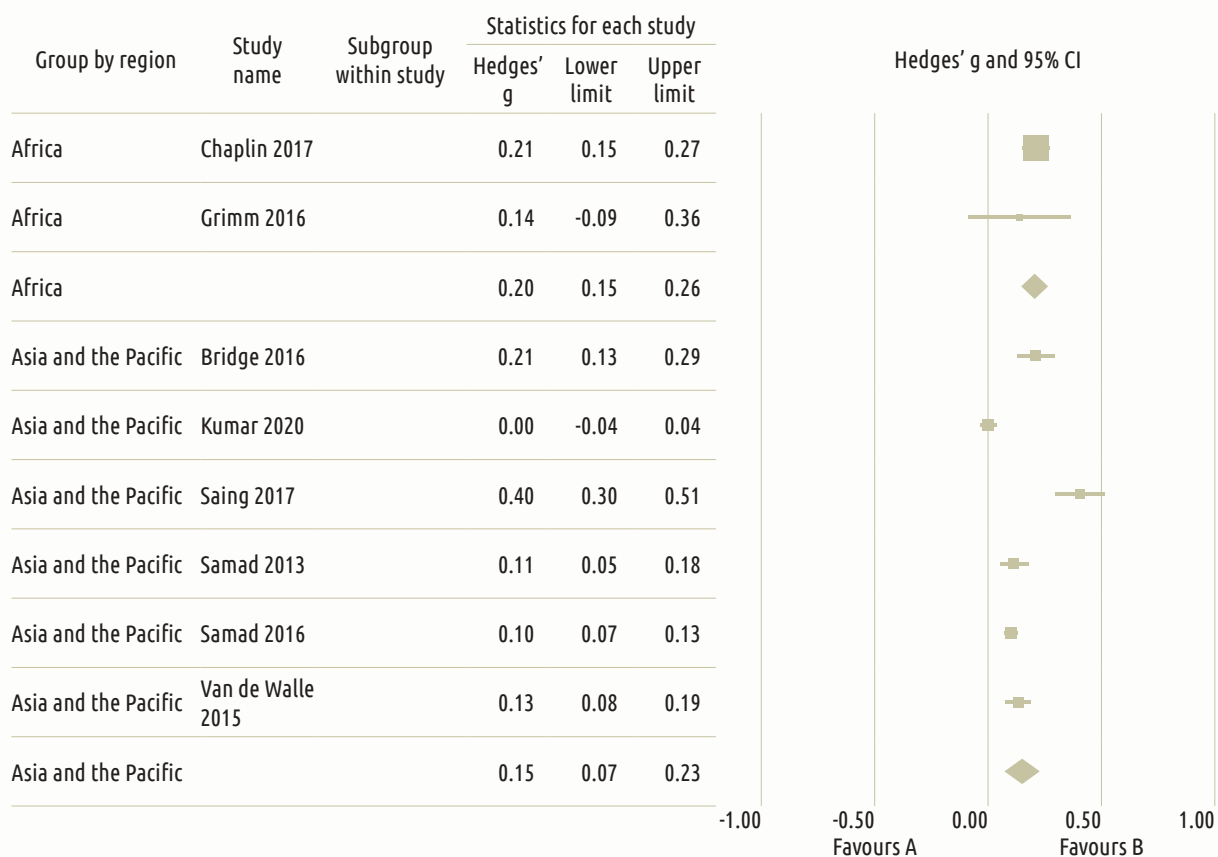 Group by region Study name Subgroup within study Statistics for each study Hedges' g and 95% CI
Hedges' g Lower limit Upper limit
Africa Chaplin 2017 0.21 0.15 0.27
Africa Grimm 2016 0.14 -0.09 0.36
Africa 0.20 0.15 0.26
Asia and the Pacific Bridge 2016 0.21 0.13 0.29
Asia and the Pacific Kumar 2020 0.00 -0.04 0.04
Asia and the Pacific Saing 2017 0.40 0.30 0.51
Asia and the Pacific Samad 2013 0.11 0.05 0.18
Asia and the Pacific Samad 2016 0.10 0.07 0.13
Asia and the Pacific Van de Walle 2015 0.13 0.08 0.19
Asia and the Pacific 0.15 0.07 0.23
-1.00 -0.50 0.00 0.50 1.00
Favours A Favours B